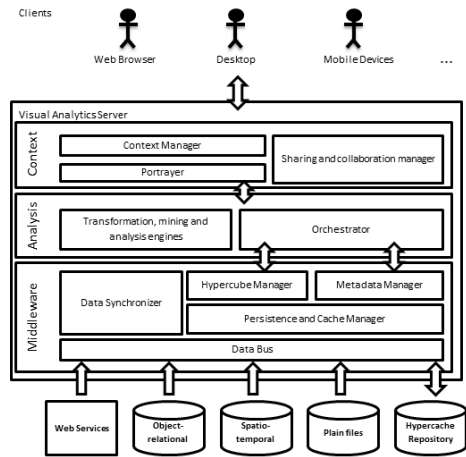 Clients
Web Browser
Desktop
Mobile Devices
...
Visual Analytics Server
Context
Context Manager
Portrayer
Sharing and collaboration manager
Analysis
Transformation, mining and
analysis engines
Orchestrator
Middleware
Data Synchronizer
Hypercube Manager
Metadata Manager
Persistence and Cache Manager
Data Bus
Web Services
Object-
relational
Spatio-
temporal
Plain files
Hypercache
Repository